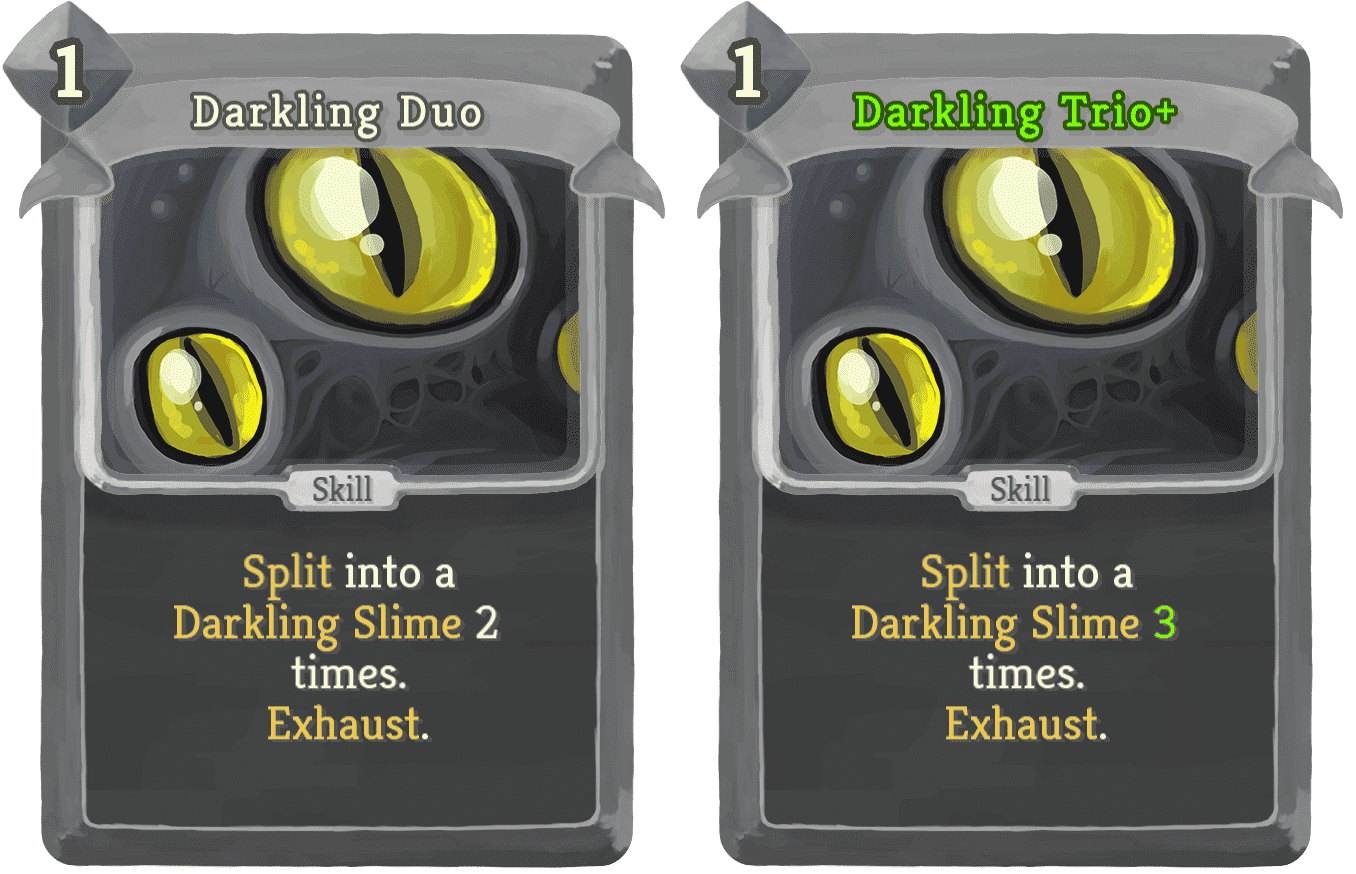 1
Darkling Duo
Skill
Split into a
Darkling Slime 2
times.
Exhaust.
1
Darkling Trio+
Skill
Split into a
Darkling Slime 3
times.
Exhaust.